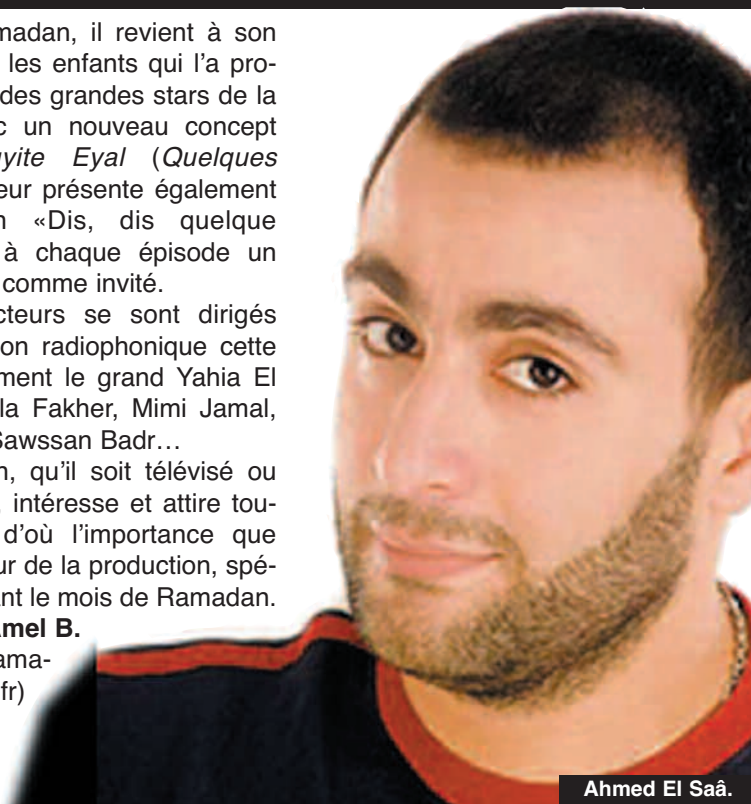 madan, il revient à son
les enfants qui l'a pro-
des grandes stars de la
c un nouveau concept
yite Eyal (Quelques
eur présente également
n «Dis, dis quelque
à chaque épisode un
comme invité.
cteurs se sont dirigés
on radiophonique cette
ment le grand Yahia El
la Fakher, Mimi Jamal,
Sawssan Badr…
n, qu'il soit télévisé ou
intéresse et attire tou-
d'où l'importance que
ur de la production, spé-
nt le mois de Ramadan.
amel B.
ama-
fr)
Ahmed El Saâ.